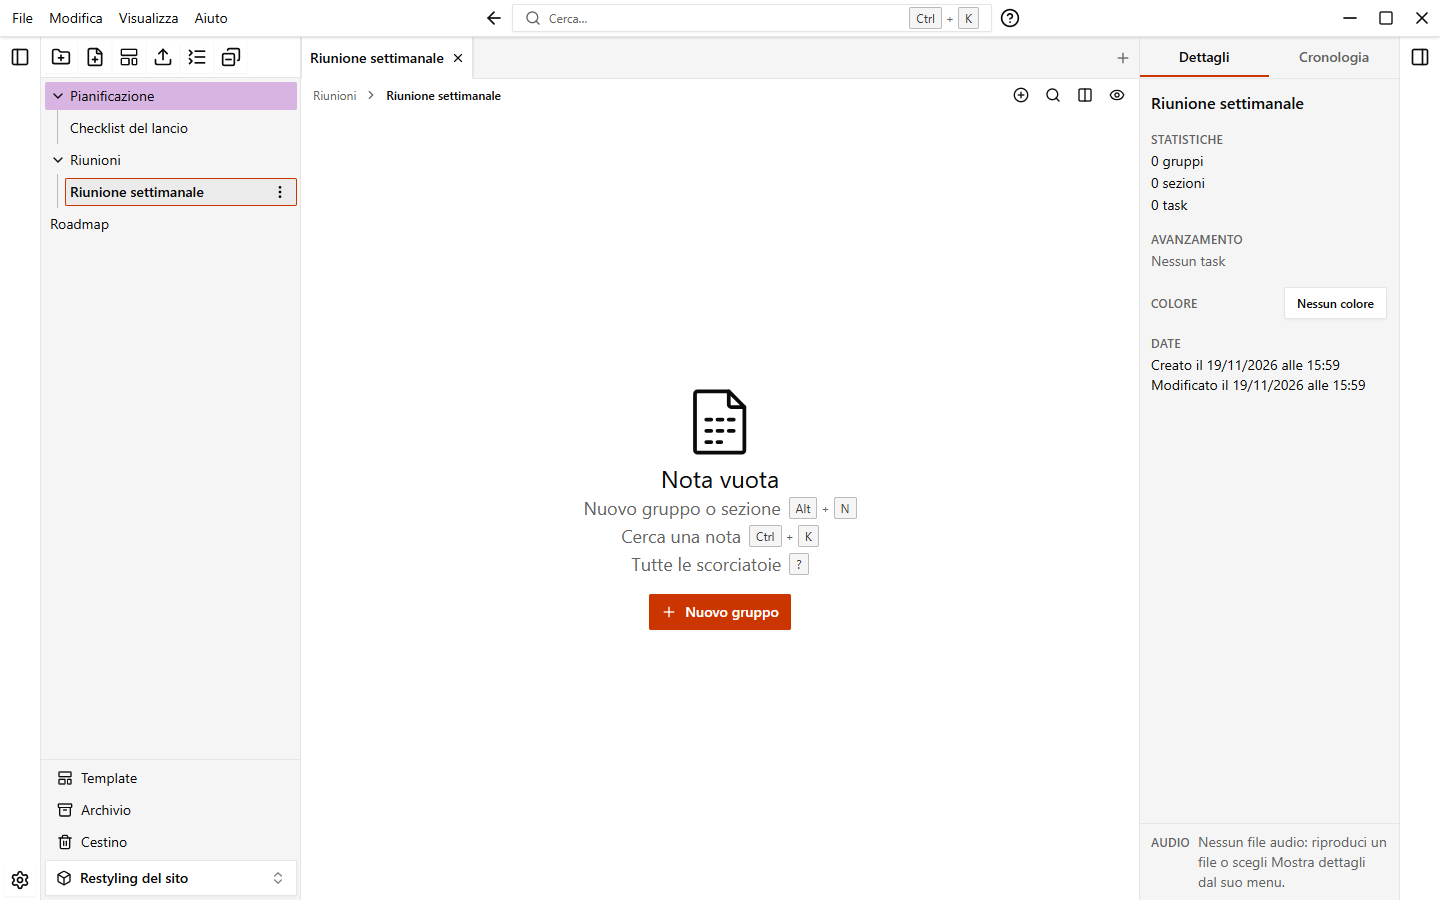 File Modifica Visualizza Aiuto
Cerca... Ctrl + K
Pianificazione
Checklist del lancio
Riunioni
Riunione settimanale
Roadmap
Template
Archivio
Cestino
Restyling del sito
Riunione settimanale
Riunioni Riunione settimanale
Nota vuota
Nuovo gruppo o sezione Alt + N
Cerca una nota Ctrl + K
Tutte le scorciatoie ?
Nuovo gruppo
Dettagli Cronologia
Riunione settimanale
STATISTICHE
0 gruppi
0 sezioni
0 task
AVANZAMENTO
Nessun task
COLORE Nessun colore
DATE
Creato il 19/11/2026 alle 15:59
Modificato il 19/11/2026 alle 15:59
AUDIO Nessun file audio: riproduci un
file o scegli Mostra dettagli
dal suo menu.